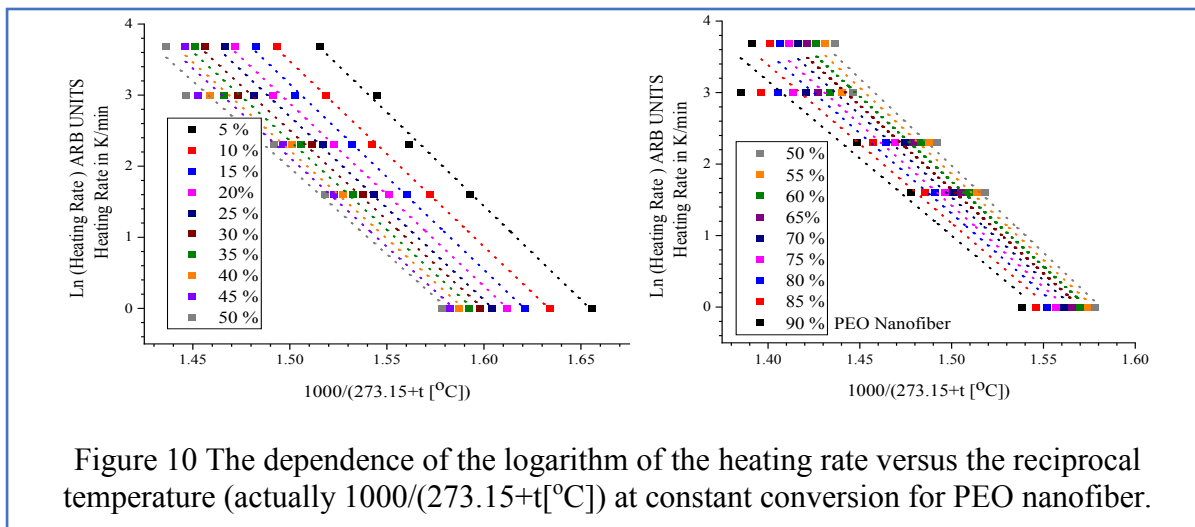 4
3
2
1
0
Ln (Heating Rate ) ARB UNITS
Heating Rate in K/min
5 %
10 %
15 %
20%
25 %
30 %
35 %
40 %
45 %
50 %
1.45 1.50 1.55 1.60 1.65
1000/(273.15+t [°C])
4
3
2
1
0
Ln (Heating Rate ) ARB UNITS
Heating Rate in K/min
50 %
55 %
60 %
65%
70 %
75 %
80 %
85 %
90 % PEO Nanofiber
1.40 1.45 1.50 1.55 1.60
1000/(273.15+t [°C])
Figure 10 The dependence of the logarithm of the heating rate versus the reciprocal
temperature (actually 1000/(273.15+t[°C]) at constant conversion for PEO nanofiber.